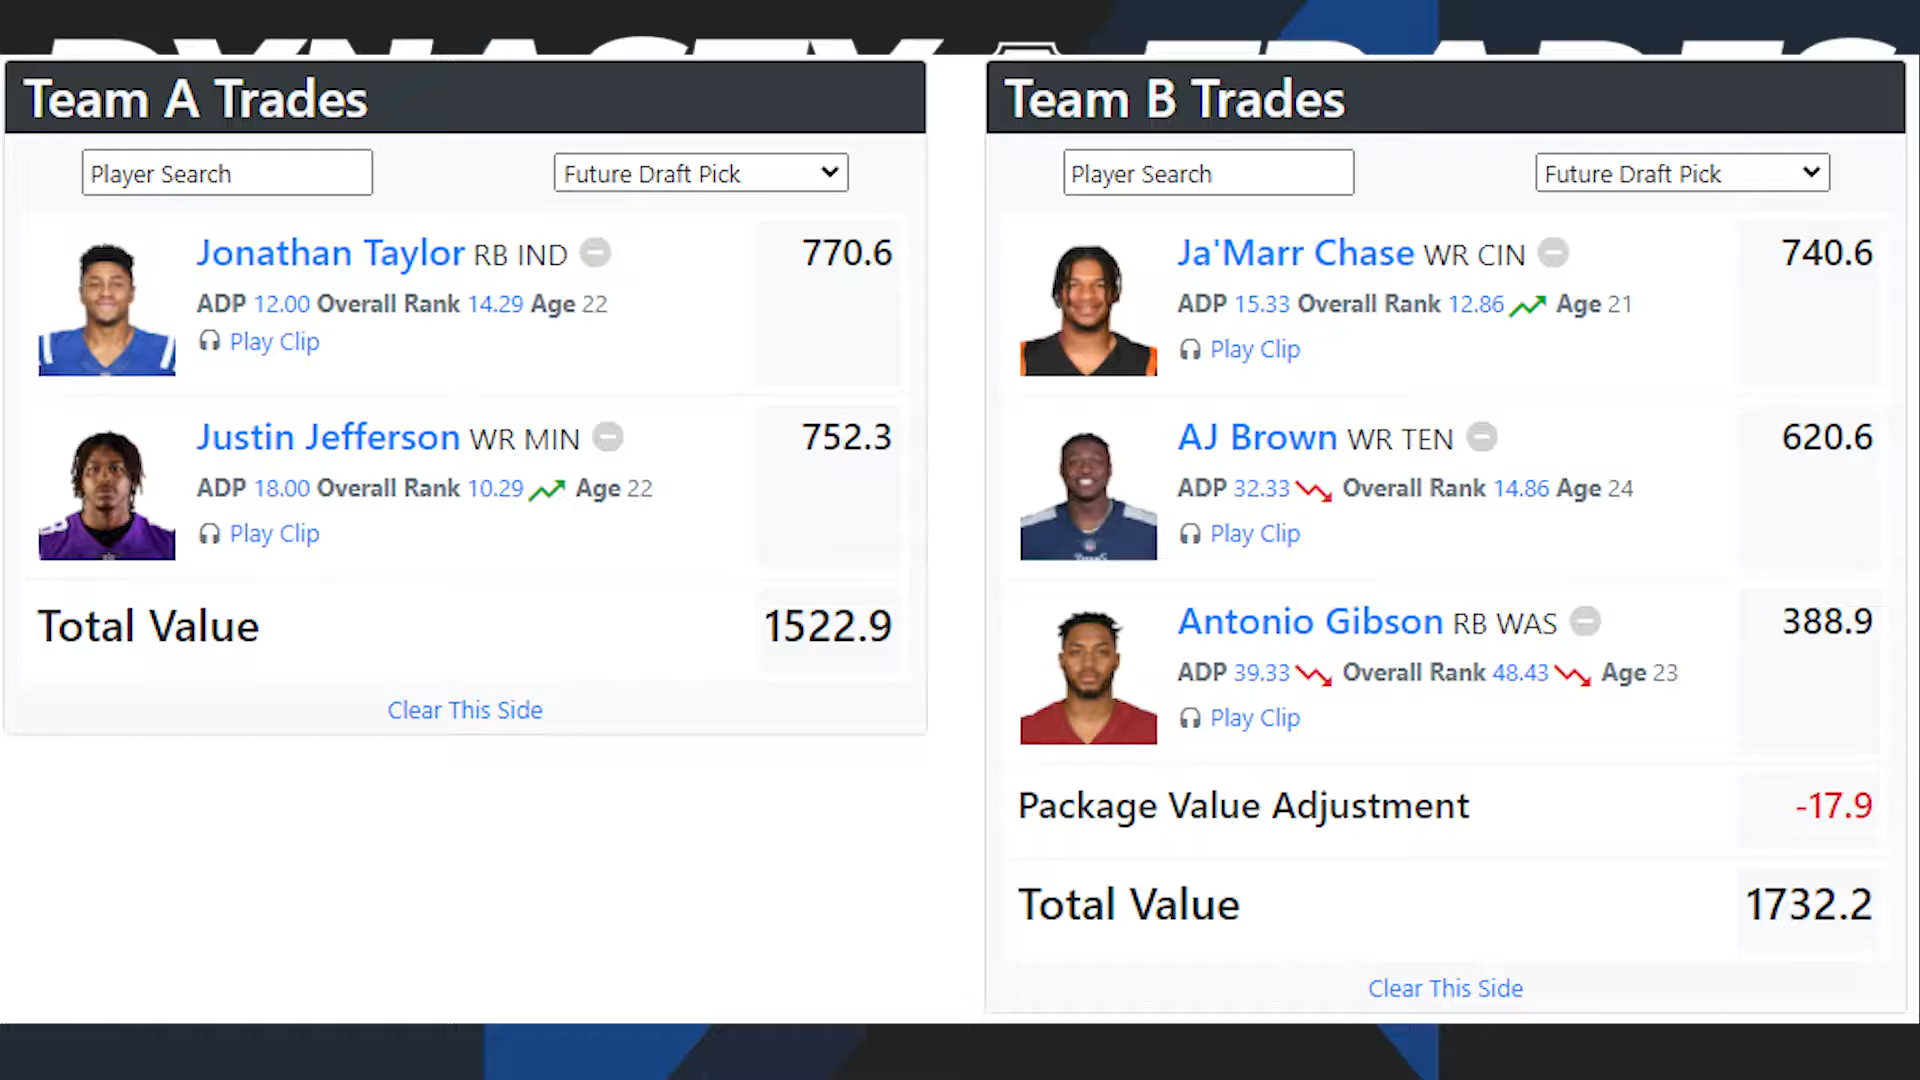 DYNASTY TRADES
Team A Trades
Player Search
Future Draft Pick
Jonathan Taylor RB IND
770.6
ADP 12.00 Overall Rank 14.29 Age 22
Play Clip
Justin Jefferson WR MIN
752.3
ADP 18.00 Overall Rank 10.29 Age 22
Play Clip
Total Value
1522.9
Clear This Side
Team B Trades
Player Search
Future Draft Pick
Ja'Marr Chase WR CIN
740.6
ADP 15.33 Overall Rank 12.86 Age 21
Play Clip
AJ Brown WR TEN
620.6
ADP 32.33 Overall Rank 14.86 Age 24
Play Clip
Antonio Gibson RB WAS
388.9
ADP 39.33 Overall Rank 48.43 Age 23
Play Clip
Package Value Adjustment
-17.9
Total Value
1732.2
Clear This Side